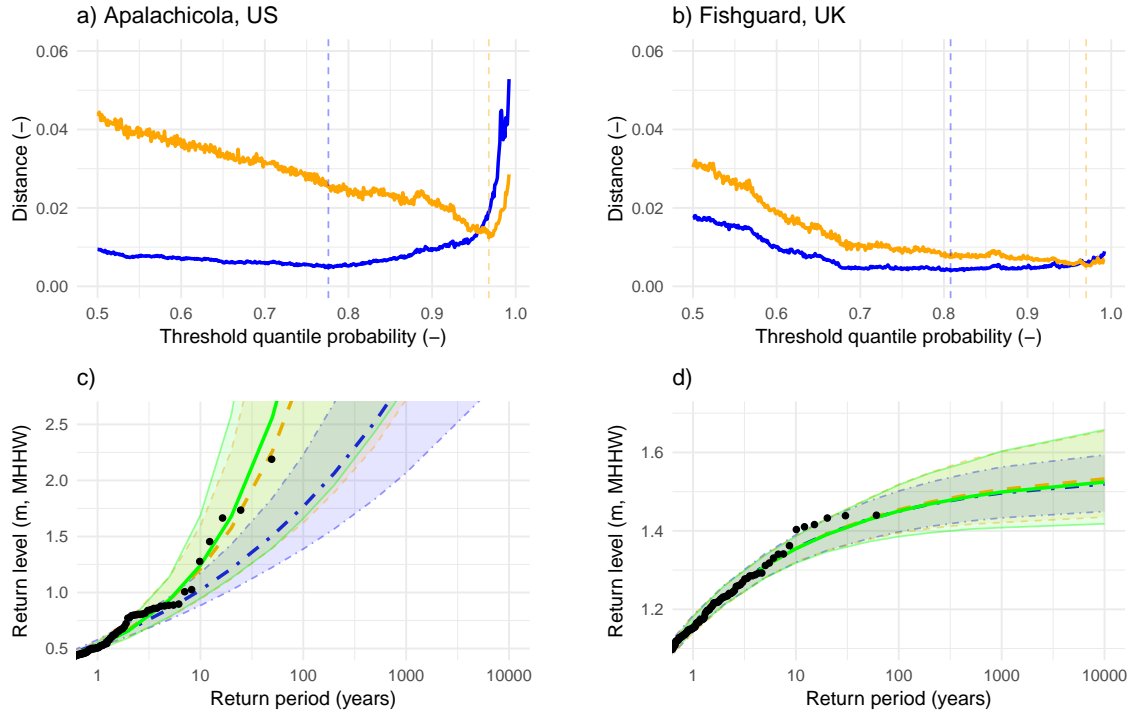 a) Apalachicola, US
Distance (−)
0.06
0.04
0.02
0.00
0.5 0.6 0.7 0.8 0.9 1.0
Threshold quantile probability (−)
b) Fishguard, UK
Distance (−)
0.06
0.04
0.02
0.00
0.5 0.6 0.7 0.8 0.9 1.0
Threshold quantile probability (−)
c)
Return level (m, MHHW)
2.5
2.0
1.5
1.0
0.5
1 10 100 1000 10000
Return period (years)
d)
Return level (m, MHHW)
1.6
1.4
1.2
1 10 100 1000 10000
Return period (years)